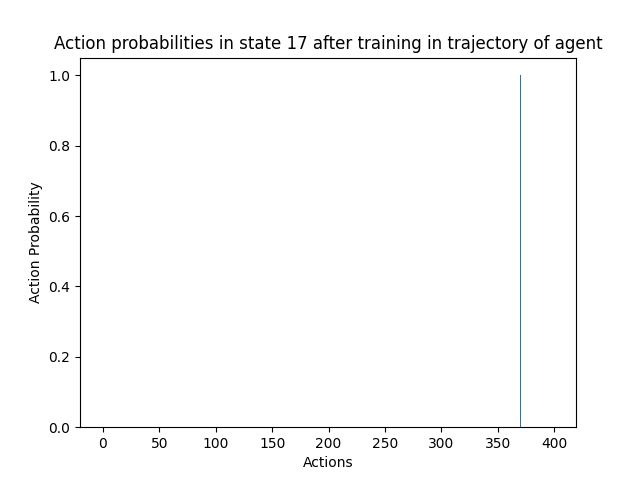 Action probabilities in state 17 after training in trajectory of agent
1.0
0.8
0.6
0.4
0.2
0.0
Action Probability
0 50 100 150 200 250 300 350 400
Actions